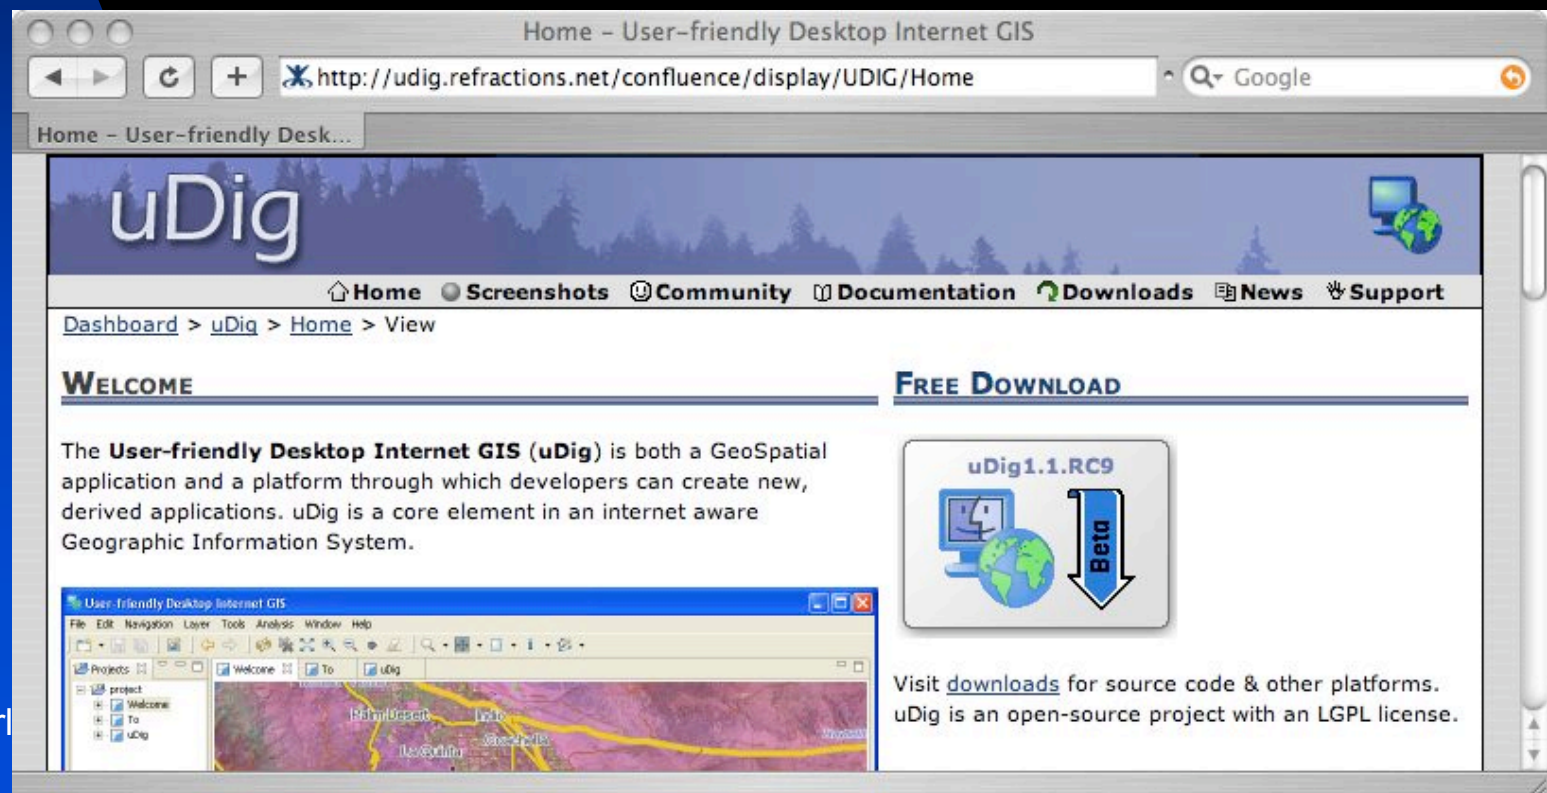 Home – User-friendly Desktop Internet GIS
http://udig.refractions.net/confluence/display/UDIG/Home
Google
Home – User-friendly Desk...
uDig
Home Screenshots Community Documentation Downloads News Support
Dashboard > uDig > Home > View
WELCOME
The User-friendly Desktop Internet GIS (uDig) is both a GeoSpatial
application and a platform through which developers can create new,
derived applications. uDig is a core element in an internet aware
Geographic Information System.
User-friendly Desktop Internet GIS
File Edit Navigation Layer Tools Analysis Window Help
Projects
Welcome To uDig
project
Welcome
To
uDig
Palm Desert
Indio
La Quinta
Coachella
FREE DOWNLOAD
uDig1.1.RC9
Beta
Visit downloads for source code & other platforms.
uDig is an open-source project with an LGPL license.